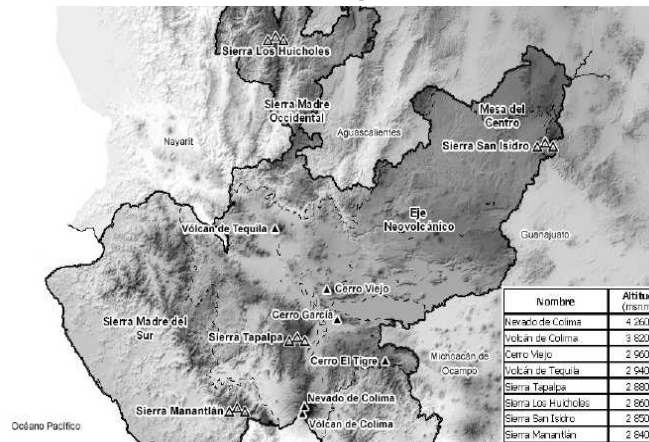 Sierra Los Huicholes
Sierra Madre
Occidental
Mesa del
Centro
Aguascalientes
Nayarit
Sierra San Isidro
Eje
Neovolcánico
Volcán de Tequila
Guanajuato
Cerro Viejo
Cerro García
Sierra Madre del
Sur
Sierra Tapalpa
Cerro El Tigre
Michoacán de
Ocampo
Nevado de Colima
Sierra Manantlán
Volcán de Colima
Océano Pacífico
Nombre Altitud
(msnm
Nevado de Colima 4 260
Volcán de Colima 3 820
Cerro Viejo 2 960
Volcán de Tequila 2 940
Sierra Tapalpa 2 880
Sierra Los Huicholes 2 860
Sierra San Isidro 2 850
Sierra Manantlán 2 840